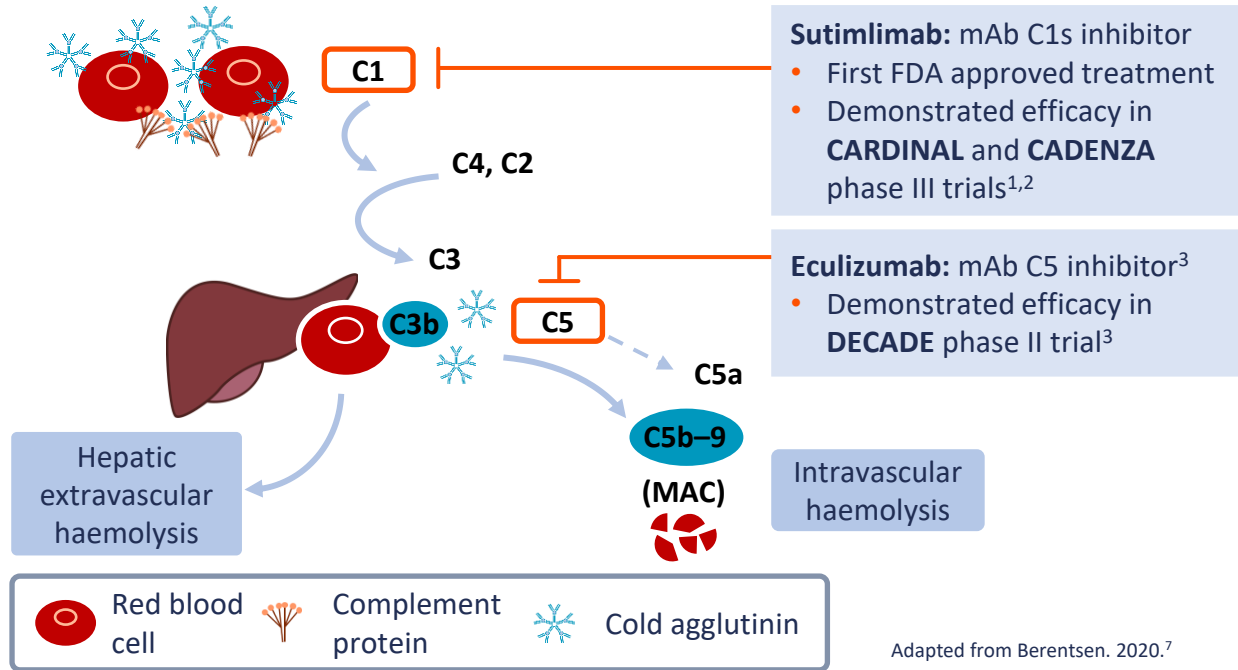 C1
Sutimlimab: mAb C1s inhibitor
• First FDA approved treatment
• Demonstrated efficacy in
CARDINAL and CADENZA
phase III trials1,2
C4, C2
C3
Eculizumab: mAb C5 inhibitor3
• Demonstrated efficacy in
DECADE phase II trial3
C3b
C5
C5a
C5b–9
(MAC)
Hepatic
extravascular
haemolysis
Intravascular
haemolysis
Red blood
cell
Complement
protein
Cold agglutinin
Adapted from Berentsen. 2020.7